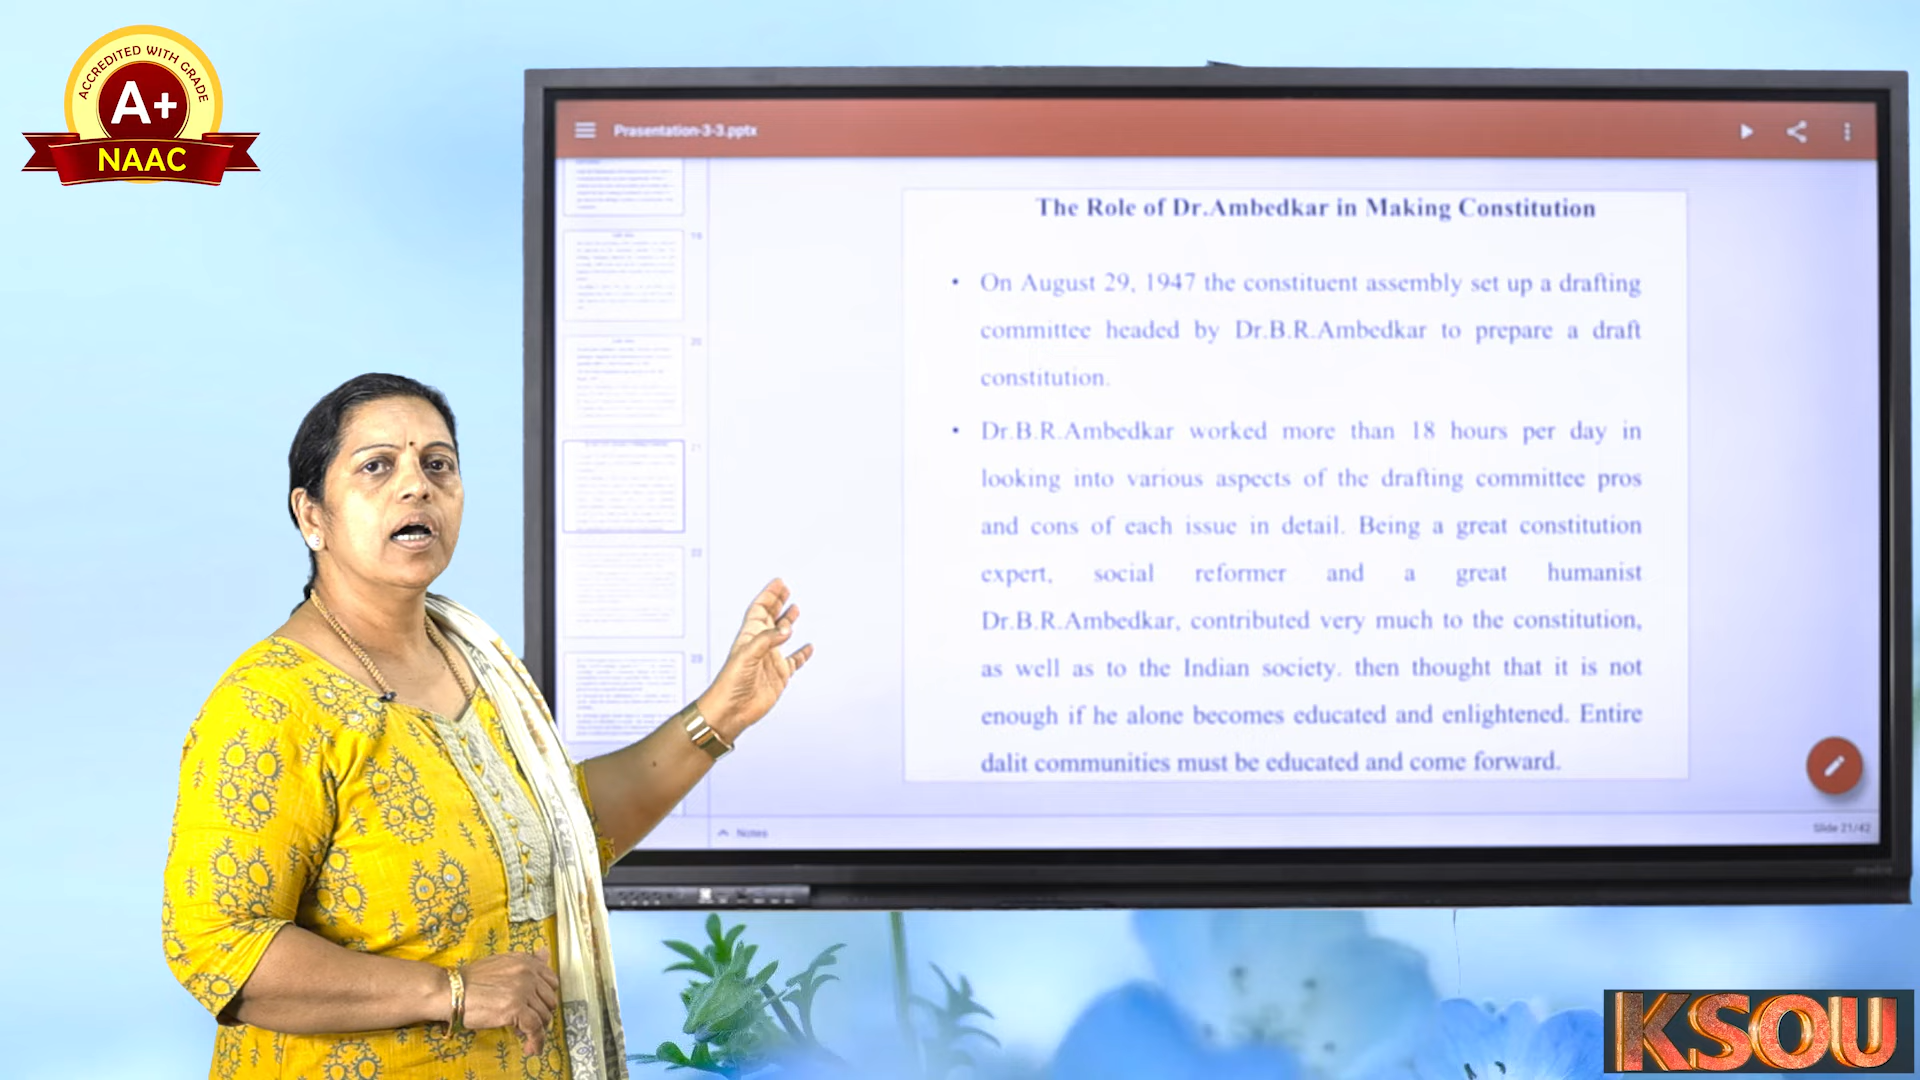 ACCREDITED WITH GRADE
A+
NAAC
Prasentation-3-3.pptx
The Role of Dr.Ambedkar in Making Constitution
• On August 29, 1947 the constituent assembly set up a drafting
committee headed by Dr.B.R.Ambedkar to prepare a draft
constitution.
• Dr.B.R.Ambedkar worked more than 18 hours per day in
looking into various aspects of the drafting committee pros
and cons of each issue in detail. Being a great constitution
expert, social reformer and a great humanist
Dr.B.R.Ambedkar, contributed very much to the constitution,
as well as to the Indian society. then thought that it is not
enough if he alone becomes educated and enlightened. Entire
dalit communities must be educated and come forward.
19
20
21
22
23
Notes
Slide 21/42
KSOU